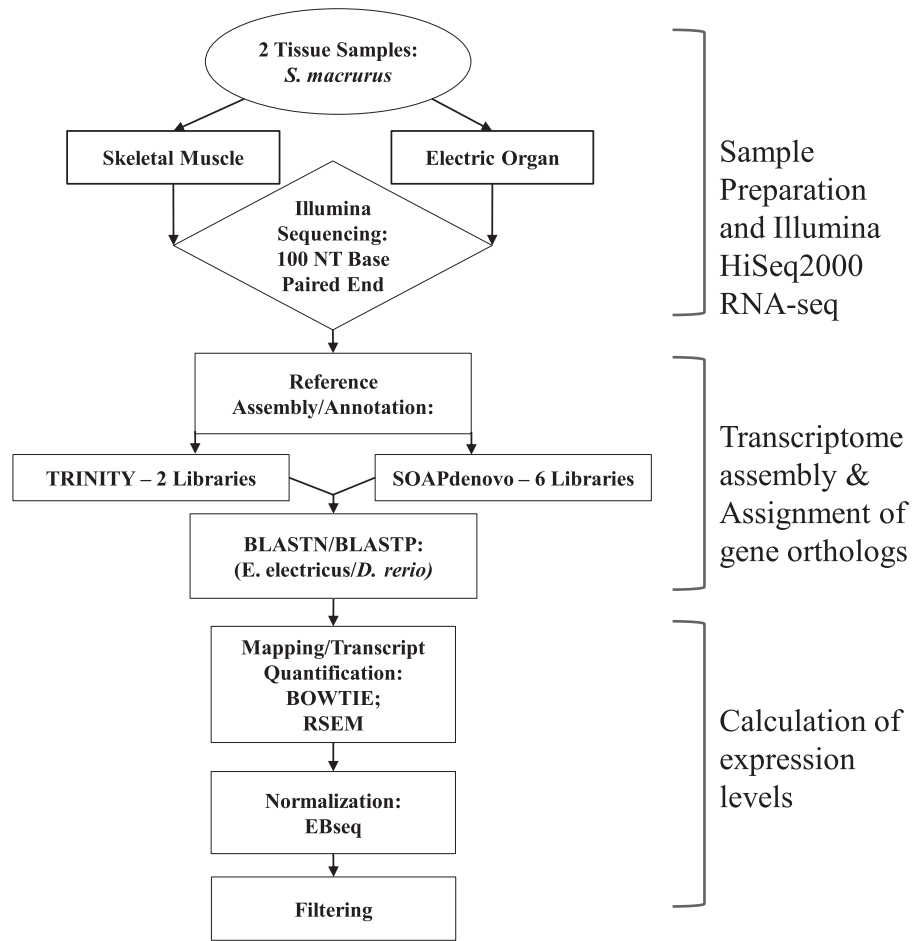 2 Tissue Samples:
S. macrurus
Skeletal Muscle
Electric Organ
Illumina
Sequencing:
100 NT Base
Paired End
Sample
Preparation
and Illumina
HiSeq2000
RNA-seq
Reference
Assembly/Annotation:
TRINITY – 2 Libraries
SOAPdenovo – 6 Libraries
BLASTN/BLASTP:
(E. electricus/D. rerio)
Transcriptome
assembly &
Assignment of
gene orthologs
Mapping/Transcript
Quantification:
BOWTIE;
RSEM
Normalization:
EBseq
Filtering
Calculation of
expression
levels